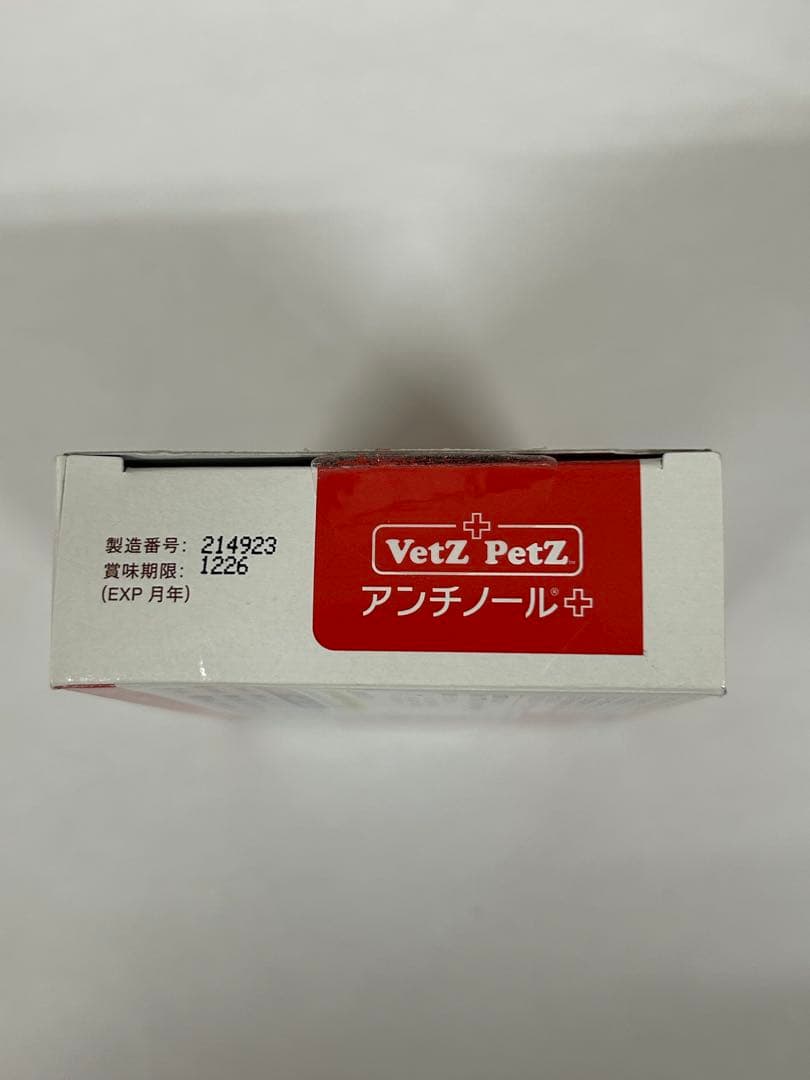 製造番号: 214923
賞味期限: 1226
(EXP 月年)
VetZ PetZ™
アンチノール®